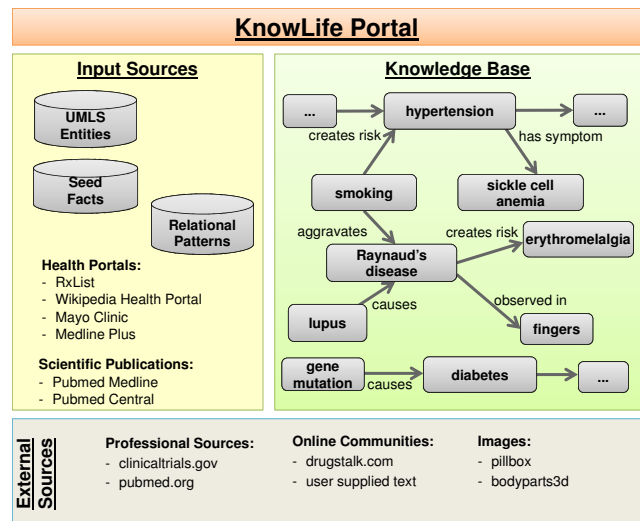 KnowLife Portal
Input Sources
UMLS
Entities
Seed
Facts
Relational
Patterns
Health Portals:
- RxList
- Wikipedia Health Portal
- Mayo Clinic
- Medline Plus
Scientific Publications:
- Pubmed Medline
- Pubmed Central
Knowledge Base
...
hypertension
...
creates risk
has symptom
smoking
sickle cell
anemia
aggravates
creates risk
erythromelalgia
Raynaud's
disease
lupus
causes
observed in
fingers
gene
mutation
causes
diabetes
...
External
Sources
Professional Sources:
- clinicaltrials.gov
- pubmed.org
Online Communities:
- drugstalk.com
- user supplied text
Images:
- pillbox
- bodyparts3d